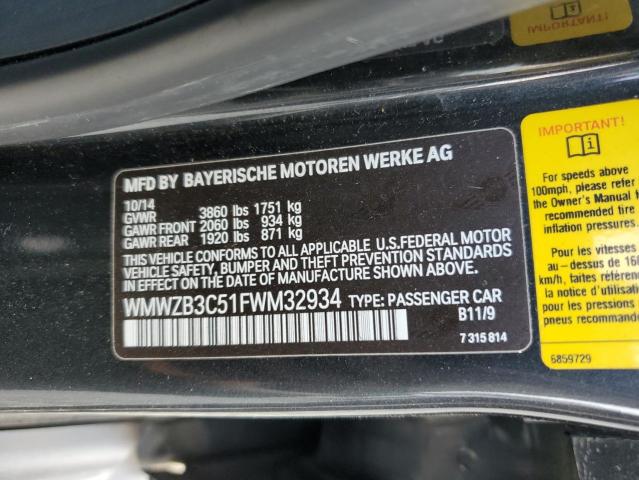 MFD BY BAYERISCHE MOTOREN WERKE AG
10/14
GVWR 3860 lbs 1751 kg
GAWR FRONT 2060 lbs 934 kg
GAWR REAR 1920 lbs 871 kg
THIS VEHICLE CONFORMS TO ALL APPLICABLE U.S.FEDERAL MOTOR
VEHICLE SAFETY, BUMPER, AND THEFT PREVENTION STANDARDS
IN EFFECT ON THE DATE OF MANUFACTURE SHOWN ABOVE.
WMWZB3C51FWM32934 TYPE: PASSENGER CAR
B11/9
7 315 814
IMPORTANT!
IMPORTANT!
i
For speeds above
100mph, please refer
the Owner's Manual
recommended tire
inflation pressures.
Pour les vitesses
au-dessus de
km/h, faites
la notice
pour les pressions
pneus recommandées
6859729